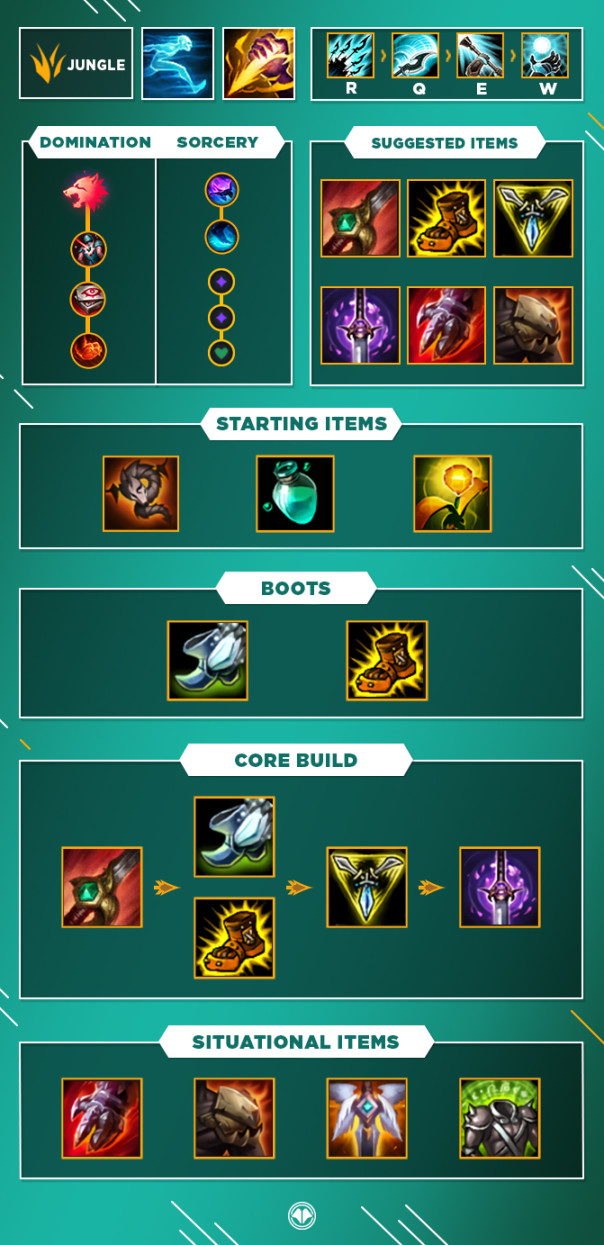 JUNGLE
R Q E W
DOMINATION SORCERY
SUGGESTED ITEMS
STARTING ITEMS
BOOTS
CORE BUILD
SITUATIONAL ITEMS